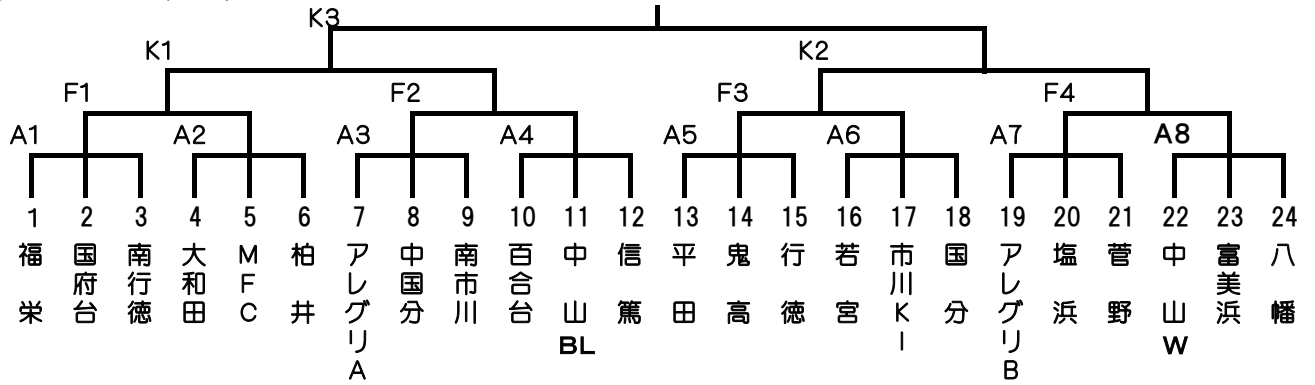 K3
K1 K2
F1 F2 F3 F4
A1 A2 A3 A4 A5 A6 A7 A8
1 2 3 4 5 6 7 8 9 10 11 12 13 14 15 16 17 18 19 20 21 22 23 24
福栄
国府台
南行徳
大和田
MFC
柏井
アレグリA
中国分
南市川
百合台
中山BL
信篤
平田
鬼高
行徳
若宮
市川KI
国分
アレグリB
塩浜
菅野
中山W
富美浜
八幡